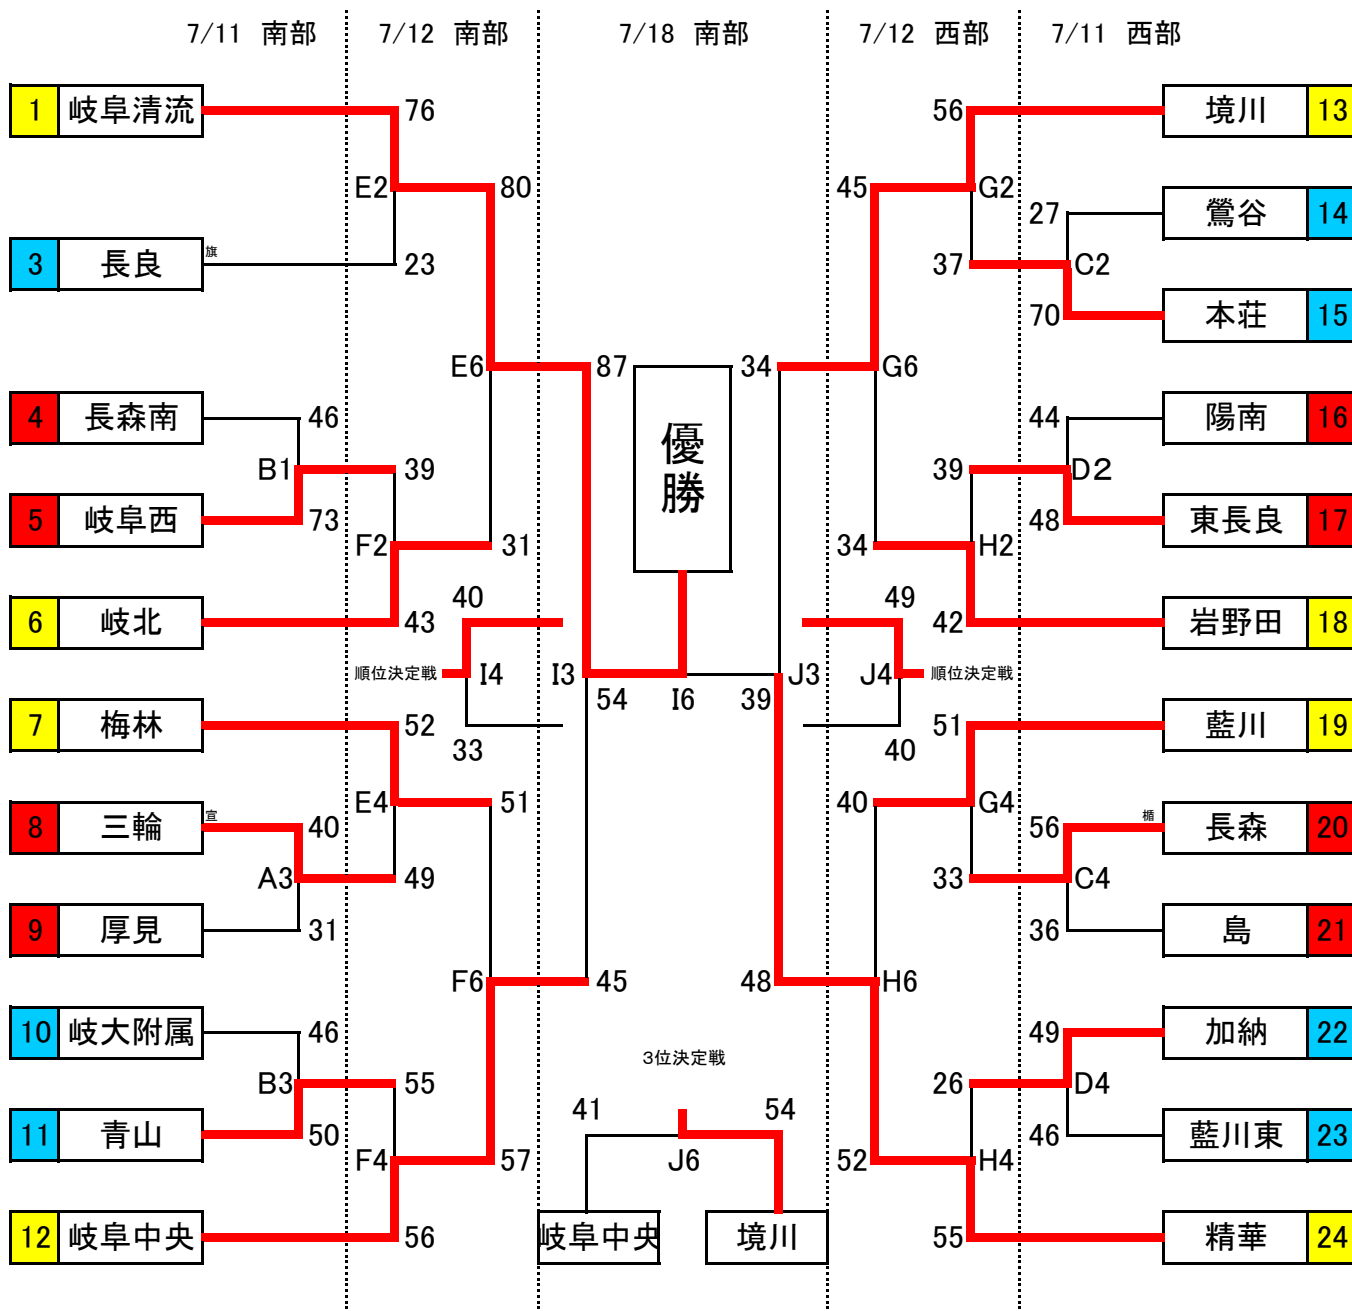 7/11 南部 7/12 南部 7/18 南部 7/12 西部 7/11 西部
1 岐阜清流 76 56 境川 13
E2 80 45 G2 27 鶯谷 14
3 長良 旗 23 37 C2
70 本荘 15
E6 87 34 G6
4 長森南 46 優勝 44 陽南 16
B1 39 39 D2
5 岐阜西 73 48 東長良 17
F2 31 34 H2
6 岐北 43 40 49 42 岩野田 18
順位決定戦 I4 I3 54 I6 39 J3 J4 順位決定戦
7 梅林 52 33 40 51 藍川 19
E4 51 40 G4
8 三輪 宣 40 56 楯 長森 20
A3 49 33 C4
9 厚見 31 36 島 21
F6 45 48 H6
10 岐大附属 46 49 加納 22
3位決定戦
B3 55 26 D4
11 青山 50 41 54 46 藍川東 23
F4 57 J6 52 H4
12 岐阜中央 56 岐阜中央 境川 55 精華 24